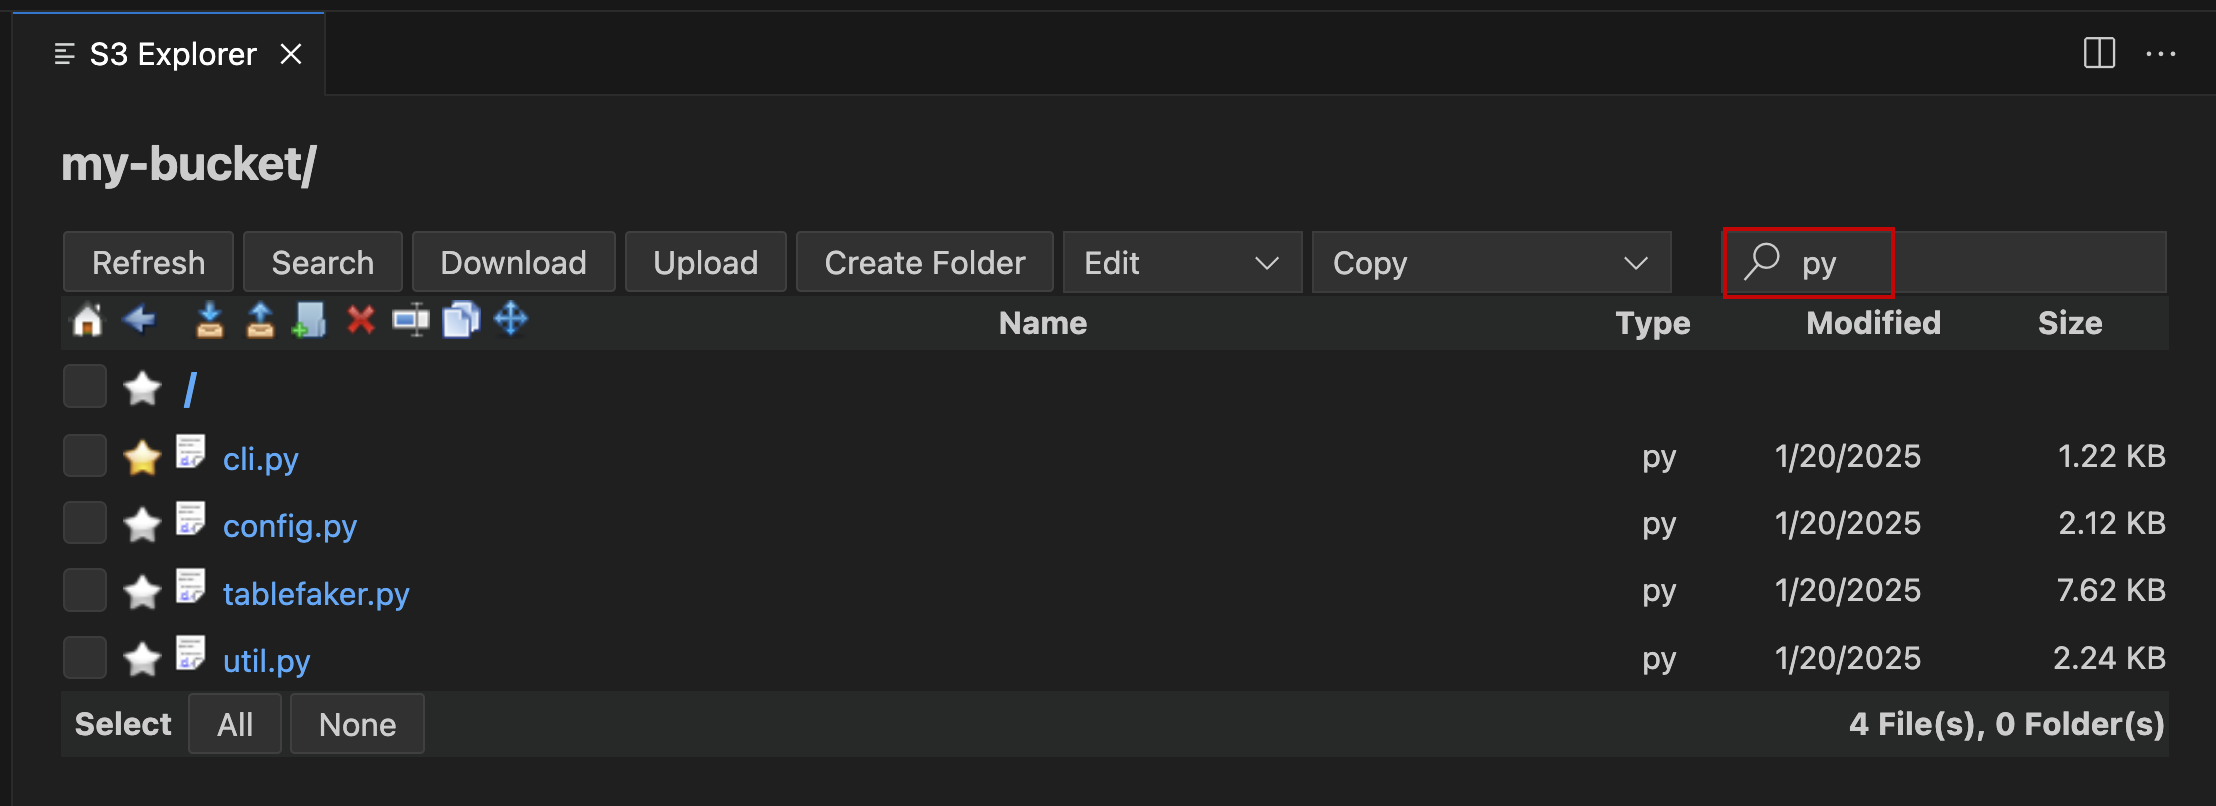 S3 Explorer
my-bucket/
Refresh Search Download Upload Create Folder Edit Copy py
Name Type Modified Size
/
cli.py py 1/20/2025 1.22 KB
config.py py 1/20/2025 2.12 KB
tablefaker.py py 1/20/2025 7.62 KB
util.py py 1/20/2025 2.24 KB
Select All None 4 File(s), 0 Folder(s)